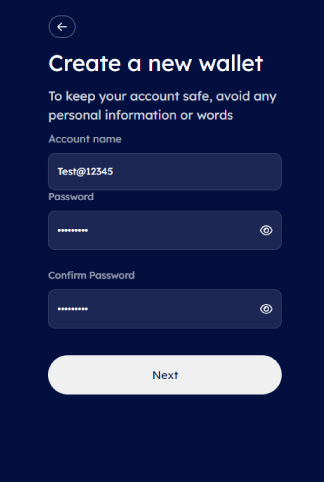 Create a new wallet
To keep your account safe, avoid any
personal information or words
Account name
Test@12345
Password
•••••••••
Confirm Password
•••••••••
Next